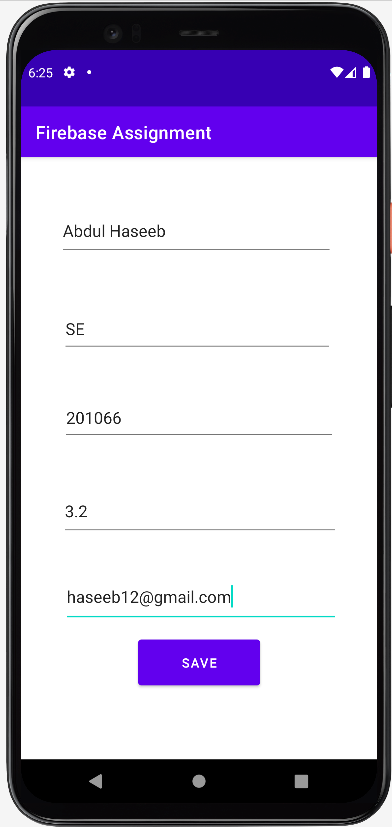 6:25
Firebase Assignment
Abdul Haseeb
SE
201066
3.2
haseeb12@gmail.com
SAVE